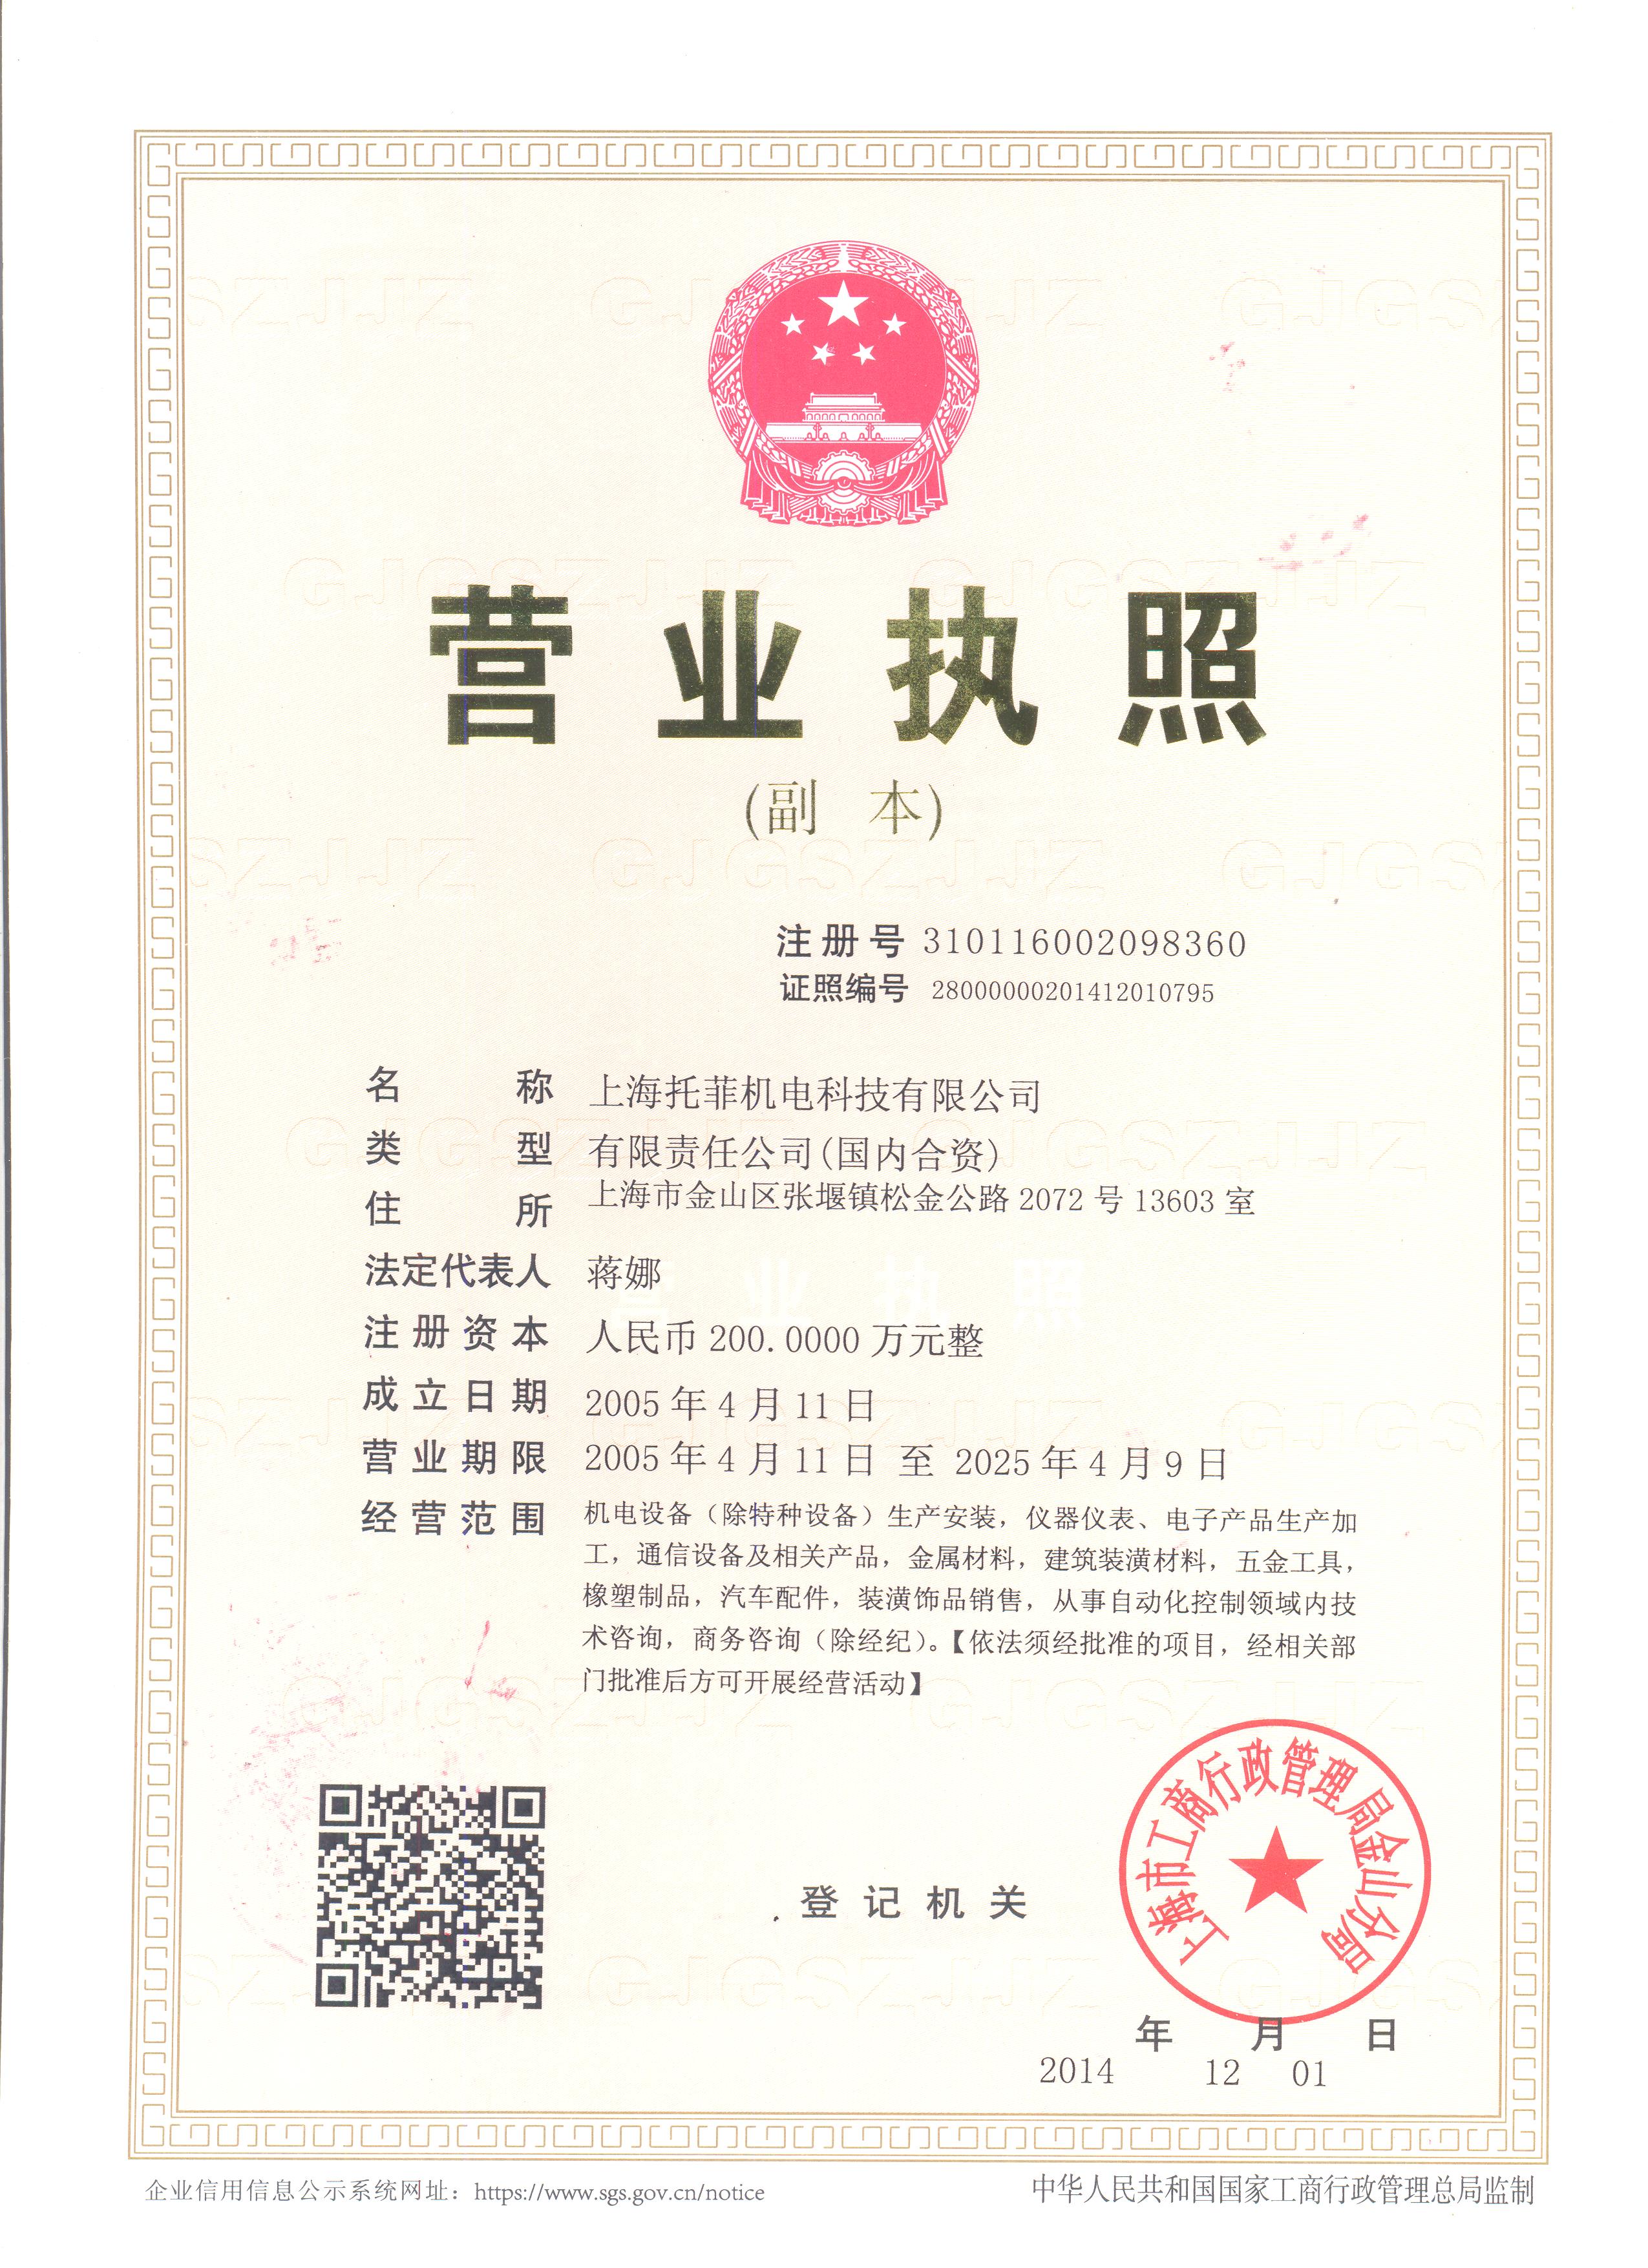 营业执照
(副 本)
注册号 310116002098360
证照编号 28000000201412010795
名 称 上海托菲机电科技有限公司
类 型 有限责任公司(国内合资)
住 所 上海市金山区张堰镇松金公路 2072 号 13603 室
法定代表人 蒋娜
注册资本 人民币 200.0000 万元整
成立日期 2005 年 4 月 11 日
营业期限 2005 年 4 月 11 日 至 2025 年 4 月 9 日
经营范围 机电设备（除特种设备）生产安装，仪器仪表、电子产品生产加
工，通信设备及相关产品，金属材料，建筑装潢材料，五金工具，
橡塑制品，汽车配件，装潢饰品销售，从事自动化控制领域内技
术咨询，商务咨询（除经纪）。【依法须经批准的项目，经相关部
门批准后方可开展经营活动】
上海市工商行政管理局金山分局
登记机关
年 月 日
2014 12 01
企业信用信息公示系统网址：https://www.sgs.gov.cn/notice
中华人民共和国国家工商行政管理总局监制